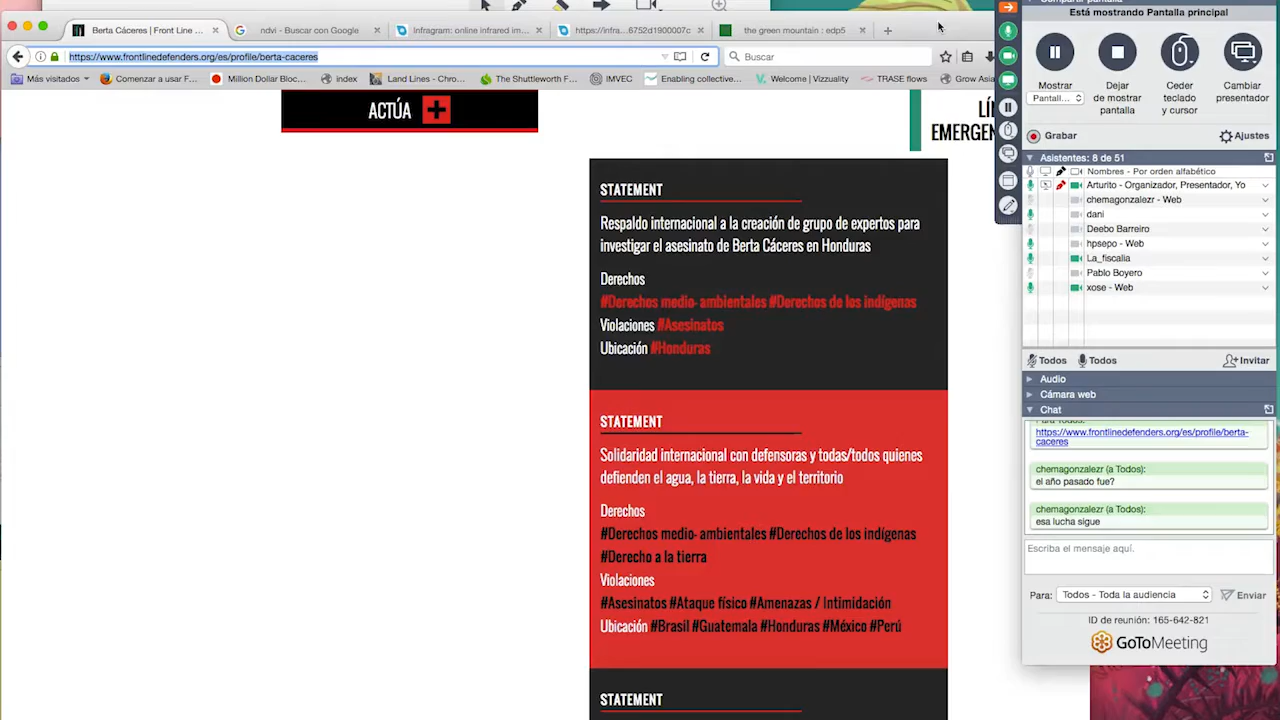 Berta Cáceres | Front Line ...
ndvi - Buscar con Google
Infragram: online infrared im...
https://infra...6752d1900007c
the green mountain : edp5
https://www.frontlinedefenders.org/es/profile/berta-caceres
Buscar
Más visitados
Comenzar a usar F...
Million Dollar Bloc...
index
Land Lines - Chro...
The Shuttleworth F...
IMVEC
Enabling collective...
Welcome | Vizzuality
TRASE flows
Grow Asia
ACTÚA
EMERGEN
STATEMENT
Respaldo internacional a la creación de grupo de expertos para
investigar el asesinato de Berta Cáceres en Honduras
Derechos
#Derechos medio- ambientales #Derechos de los indígenas
Violaciones #Asesinatos
Ubicación #Honduras
STATEMENT
Solidaridad internacional con defensoras y todas/todos quienes
defienden el agua, la tierra, la vida y el territorio
Derechos
#Derechos medio- ambientales #Derechos de los indígenas
#Derecho a la tierra
Violaciones
#Asesinatos #Ataque físico #Amenazas / Intimidación
Ubicación #Brasil #Guatemala #Honduras #México #Perú
STATEMENT
Está mostrando Pantalla principal
Mostrar
Pantall...
Dejar
de mostrar
pantalla
Ceder
teclado
y cursor
Cambiar
presentador
Grabar
Ajustes
Asistentes: 8 de 51
Nombres - Por orden alfabético
Arturito - Organizador, Presentador, Yo
chemagonzalezr - Web
dani
Deebo Barreiro
hpsepo - Web
La_fiscalia
Pablo Boyero
xose - Web
Todos
Todos
Invitar
Audio
Cámara web
Chat
https://www.frontlinedefenders.org/es/profile/berta-
caceres
chemagonzalezr (a Todos):
el año pasado fue?
chemagonzalezr (a Todos):
esa lucha sigue
Escriba el mensaje aquí.
Para: Todos - Toda la audiencia
Enviar
ID de reunión: 165-642-821
GoToMeeting